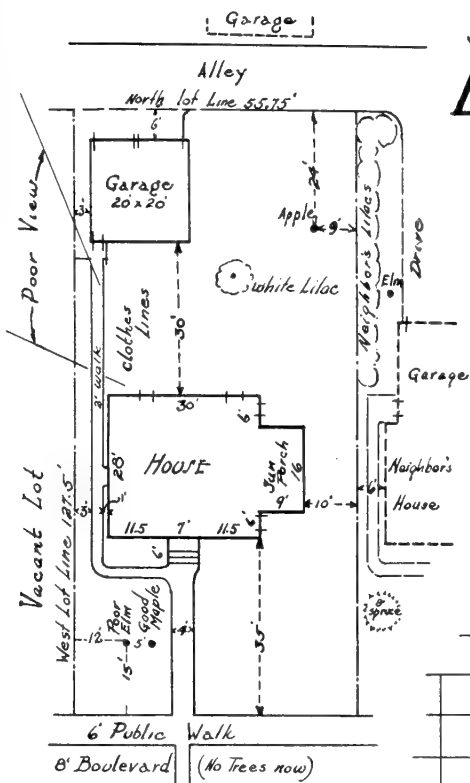 Garage
Alley
North lot Line 55.75'
6'
Garage
20' x 20'
3'
Poor View
24'
Apple
9'
White Lilac
Neighbor's Lilacs
Elm
Drive
Garage
clothes
Lines
30'
2' walk
30'
6'
28'
House
Sun
Porch
16
9'
6'
10'
6'
Neighbor's
House
3'
1'
11.5
7'
11.5
6'
Vacant Lot
West Lot Line 127.5'
12'
Poor
Elm
5'
Good
Maple
15'
4'
35'
8'
spruce
6' Public Walk
8' Boulevard (No Trees now)